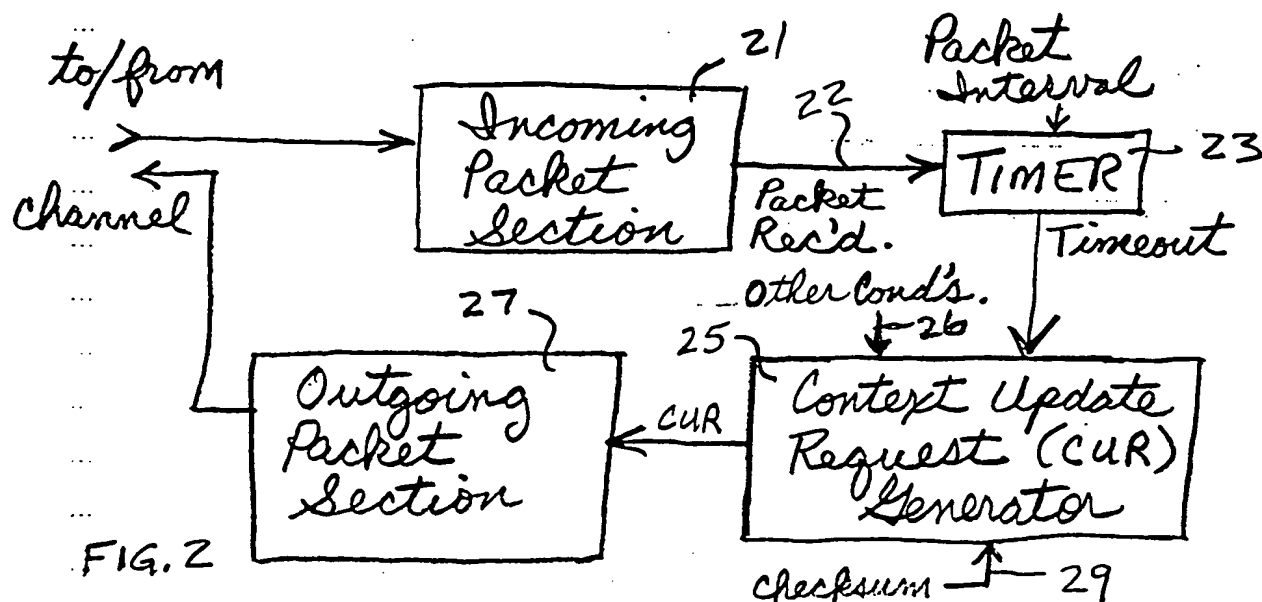 to/from
channel
21
Incoming
Packet
Section
22
Packet
Rec'd.
Packet
Interval
TIMER
23
Timeout
Other Cond's.
26
27
Outgoing
Packet
Section
CUR
25
Context Update
Request (CUR)
Generator
checksum
29
FIG. 2